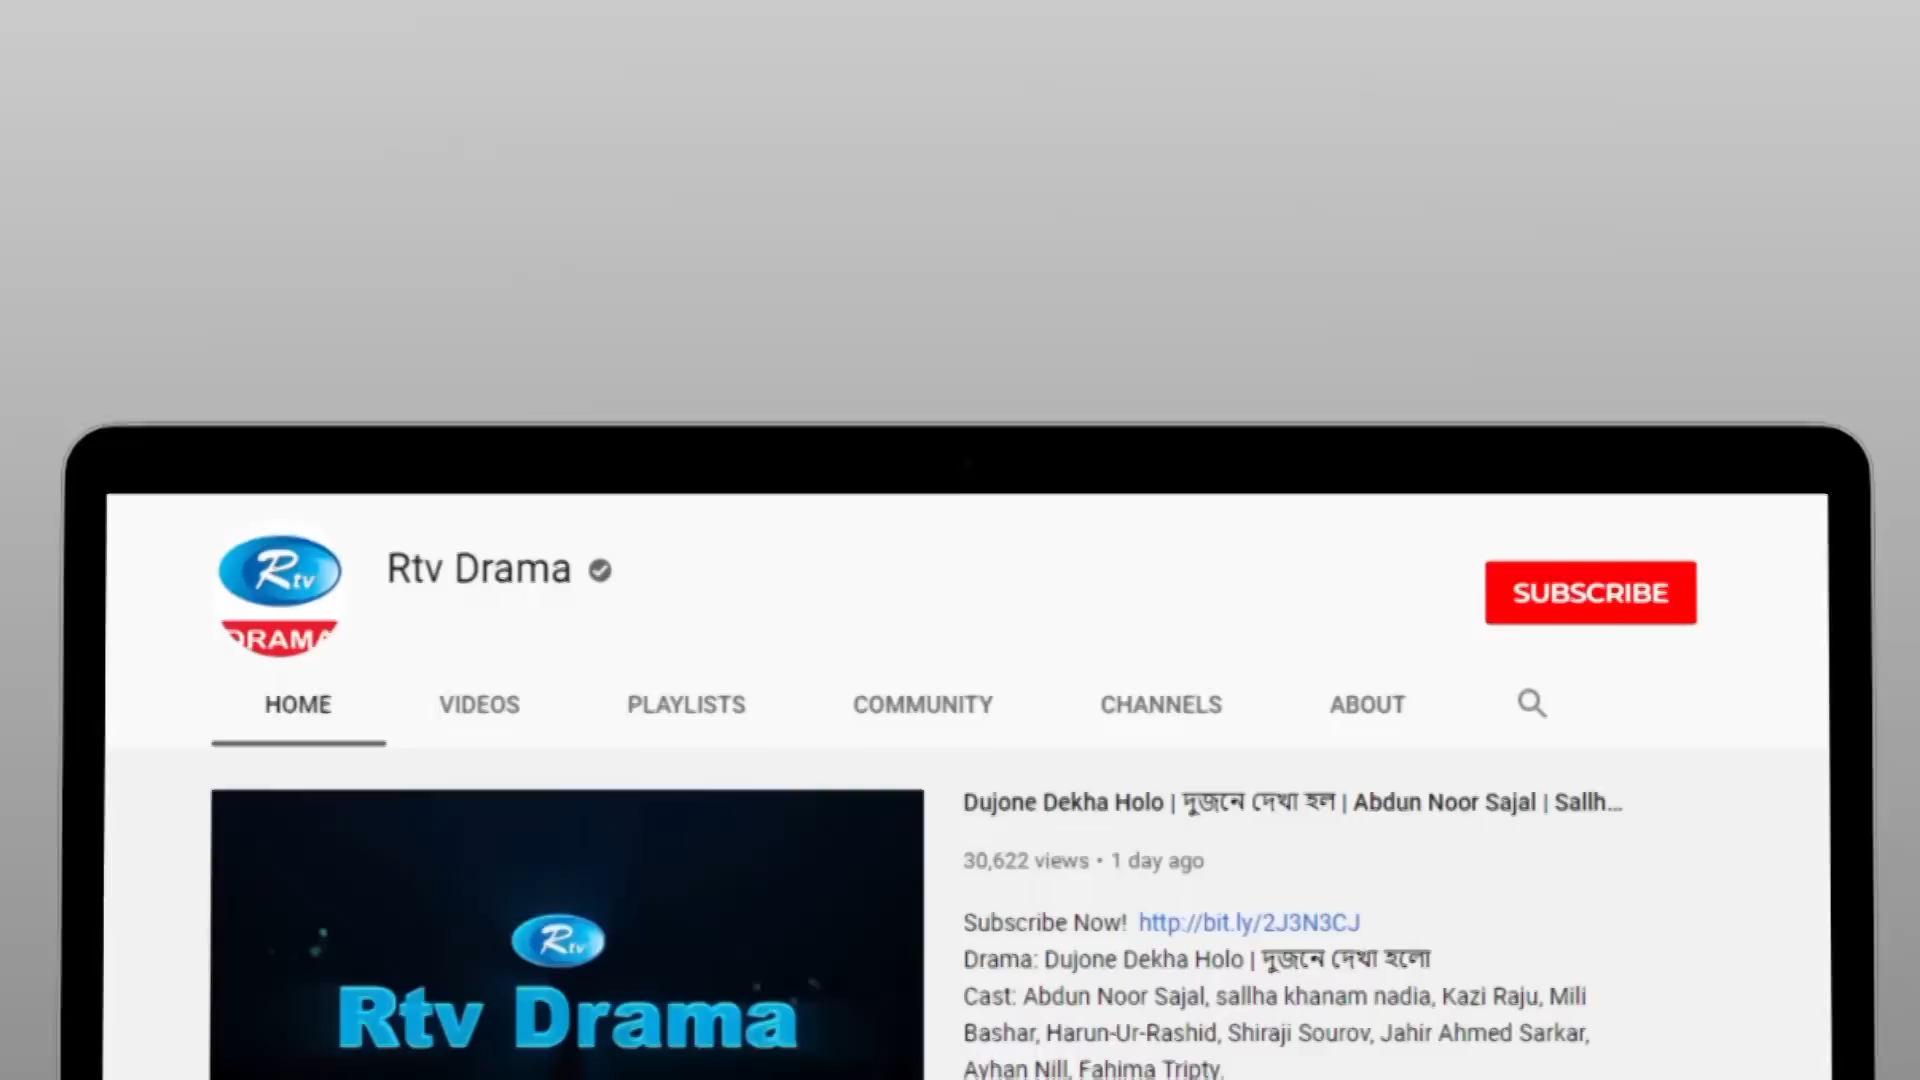 Rtv
DRAMA
Rtv Drama
SUBSCRIBE
HOME VIDEOS PLAYLISTS COMMUNITY CHANNELS ABOUT
Dujone Dekha Holo | দুজনে দেখা হল | Abdun Noor Sajal | Sallh...
30,622 views • 1 day ago
Subscribe Now! http://bit.ly/2J3N3CJ
Drama: Dujone Dekha Holo | দুজনে দেখা হলো
Cast: Abdun Noor Sajal, sallha khanam nadia, Kazi Raju, Mili
Bashar, Harun-Ur-Rashid, Shiraji Sourov, Jahir Ahmed Sarkar,
Ayhan Nill, Fahima Tripty.
Rtv
Rtv Drama